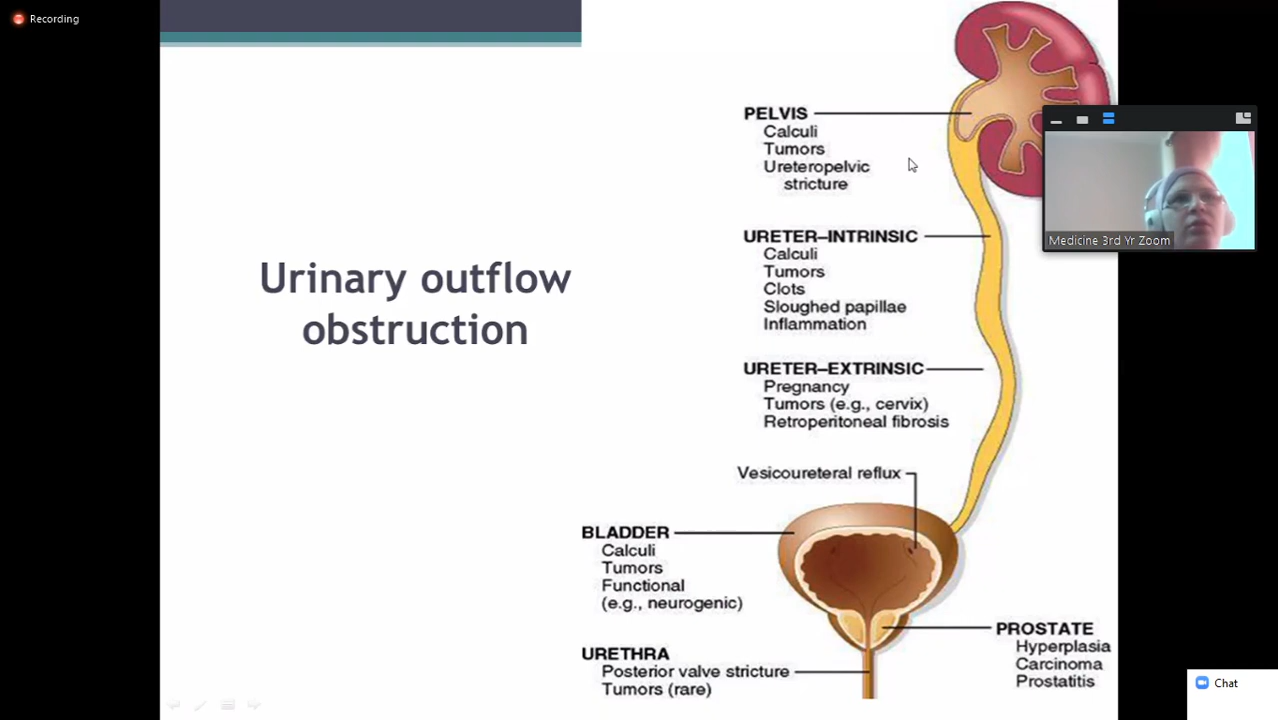 Recording
Urinary outflow
obstruction
PELVIS
Calculi
Tumors
Ureteropelvic
stricture
Medicine 3rd Yr Zoom
URETER–INTRINSIC
Calculi
Tumors
Clots
Sloughed papillae
Inflammation
URETER–EXTRINSIC
Pregnancy
Tumors (e.g., cervix)
Retroperitoneal fibrosis
Vesicoureteral reflux
BLADDER
Calculi
Tumors
Functional
(e.g., neurogenic)
PROSTATE
Hyperplasia
Carcinoma
Prostatitis
URETHRA
Posterior valve stricture
Tumors (rare)
Chat